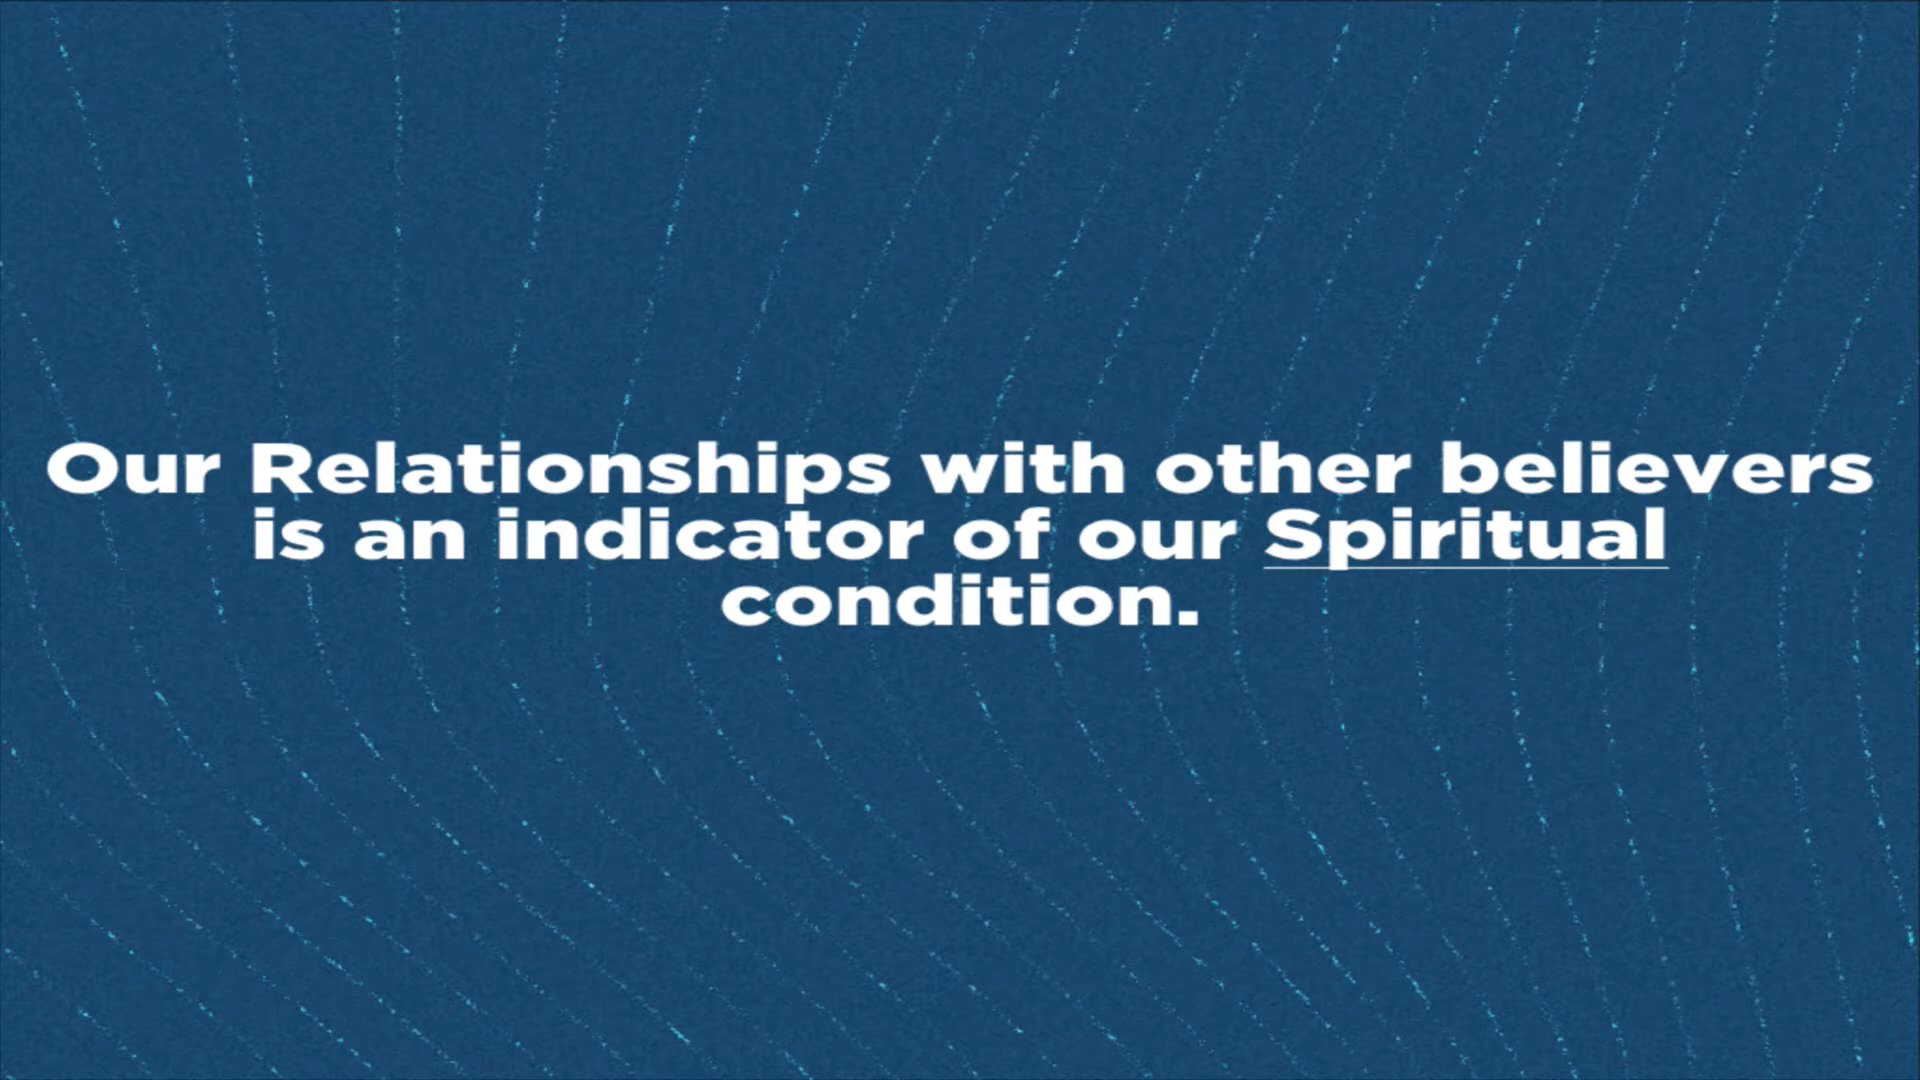 Our Relationships with other believers
is an indicator of our Spiritual
condition.